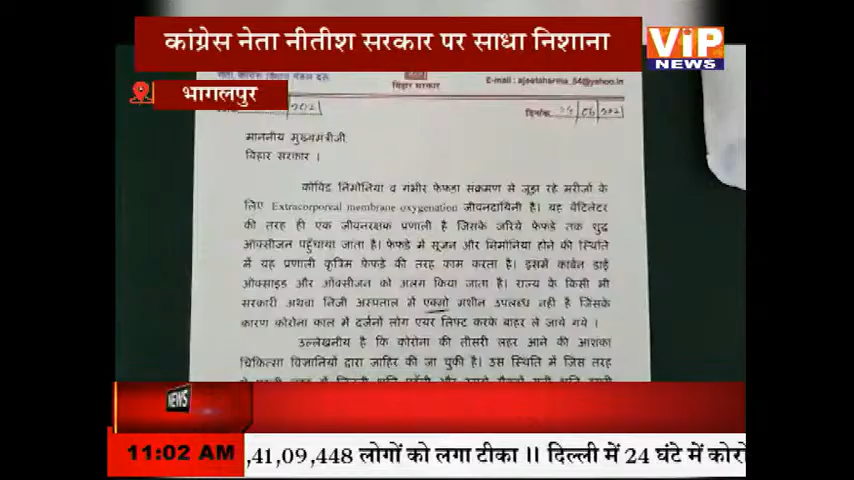 कांग्रेस नेता नीतीश सरकार पर साधा निशाना
ViP
NEWS
भागलपुर
बिहार सरकार
E-mail : ajeetsharma_54@yahoo.in
दिनांक
माननीय मुख्यमंत्रीजी
बिहार सरकार ।
कोविड निमोनिया व गंभीर फेफड़ा संक्रमण से जूझ रहे मरीजों के
लिए Extracorporeal membrane oxygenation जीवनदायिनी है। यह वेंटिलेटर
की तरह ही एक जीवनरक्षक प्रणाली है जिसके जरिये फेफड़े तक शुद्ध
ऑक्सीजन पहुँचाया जाता है। फेफड़े में सूजन और निमोनिया होने की स्थिति
में यह प्रणाली कृत्रिम फेफड़े की तरह काम करता है। इसमें कार्बन डाई
ऑक्साइड और ऑक्सीजन को अलग किया जाता है। राज्य के किसी भी
सरकारी अथवा निजी अस्पताल में एक्मो मशीन उपलब्ध नहीं है जिसके
कारण कोरोना काल में दर्जनों लोग एयर लिफ्ट करके बाहर ले जाये गये ।
उल्लेखनीय है कि कोरोना की तीसरी लहर आने की आशंका
चिकित्सा विज्ञानियों द्वारा जाहिर की जा चुकी है। उस स्थिति में जिस तरह
NEWS
11:02 AM
,41,09,448 लोगों को लगा टीका || दिल्ली में 24 घंटे में